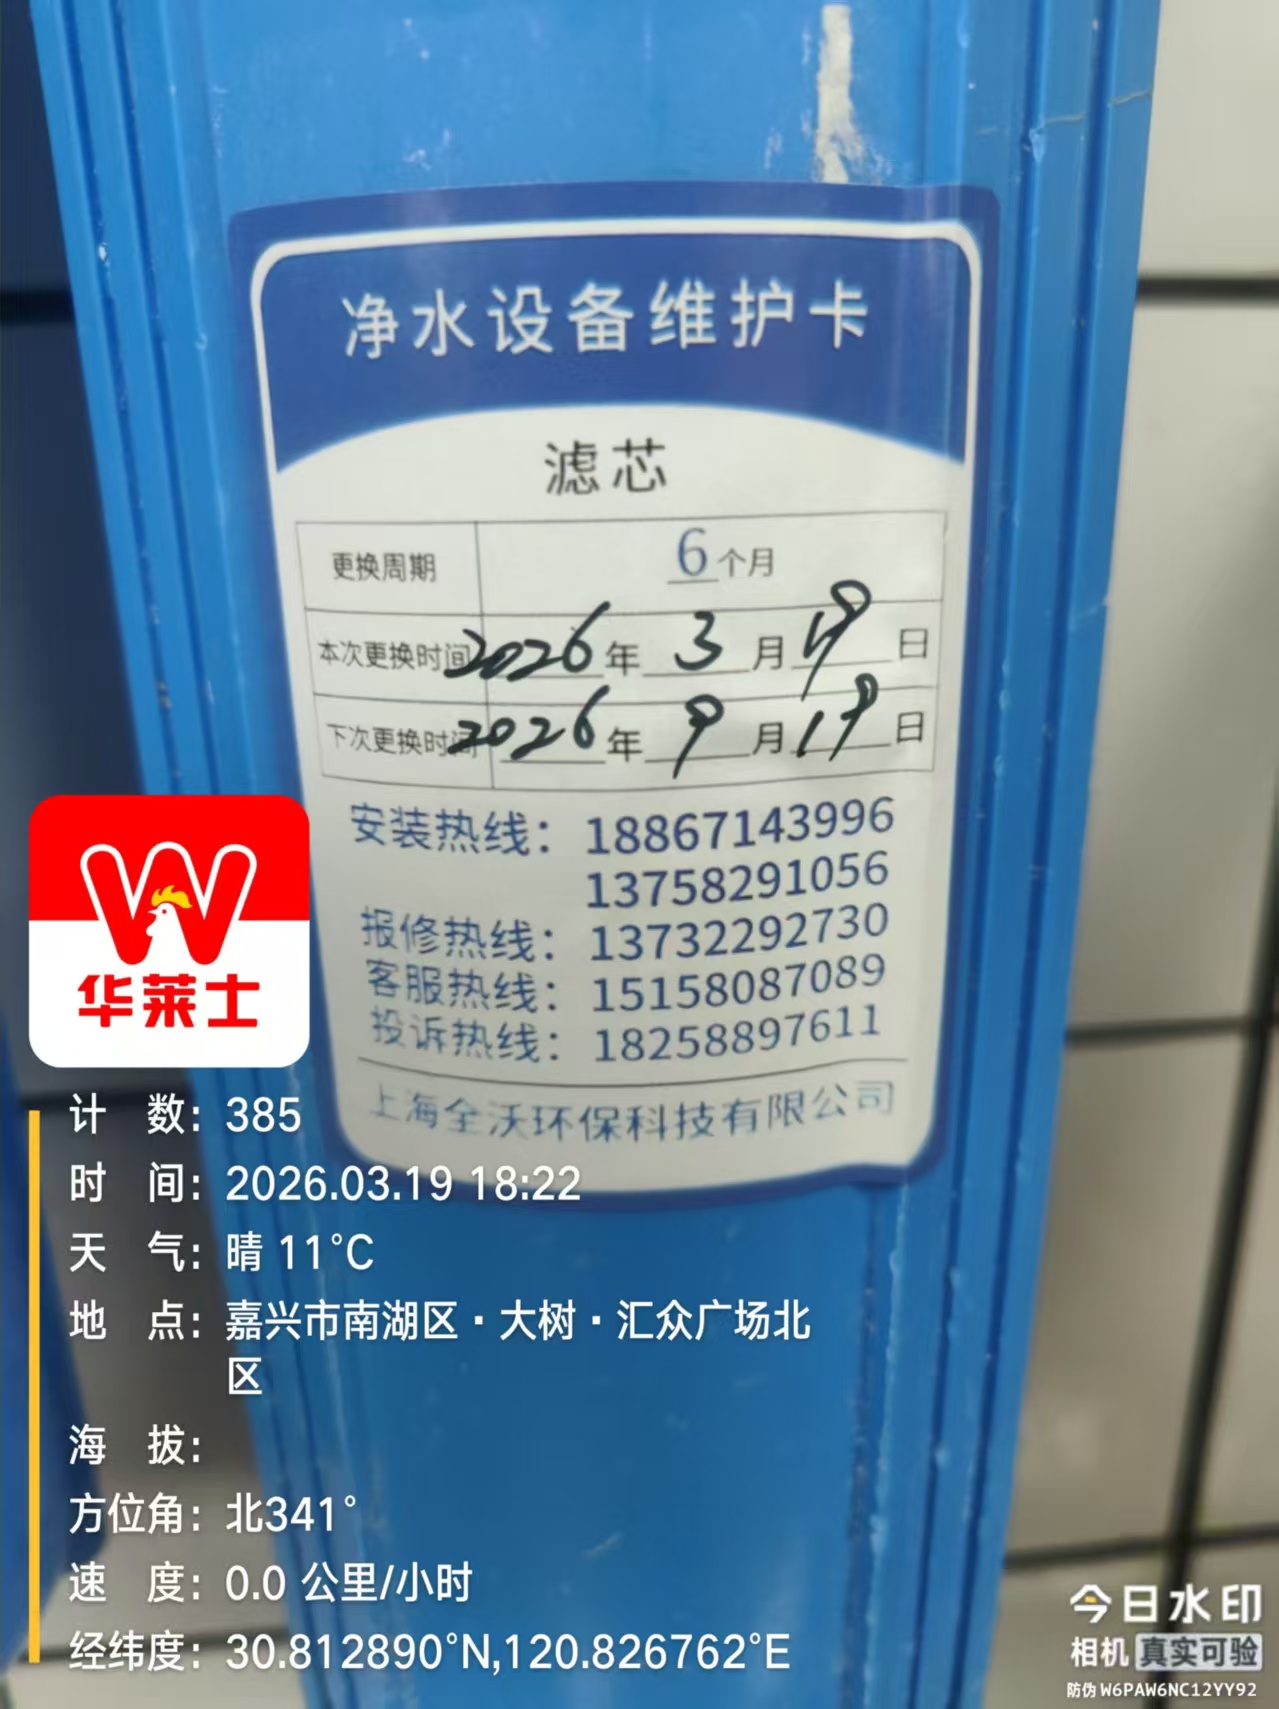 净水设备维护卡
滤芯
更换周期 6个月
本次更换时间 2026年 3月 19日
下次更换时间 2026年 9月 19日
安装热线：18867143996
13758291056
报修热线：13732292730
客服热线：15158087089
投诉热线：18258897611
上海全沃环保科技有限公司
W
华莱士
计 数：385
时 间：2026.03.19 18:22
天 气：晴 11°C
地 点：嘉兴市南湖区·大树·汇众广场北
区
海 拔：
方位角：北341°
速 度：0.0 公里/小时
经纬度：30.812890°N,120.826762°E
今日水印
相机 真实可验
防伪 W6PAW6NC12YY92